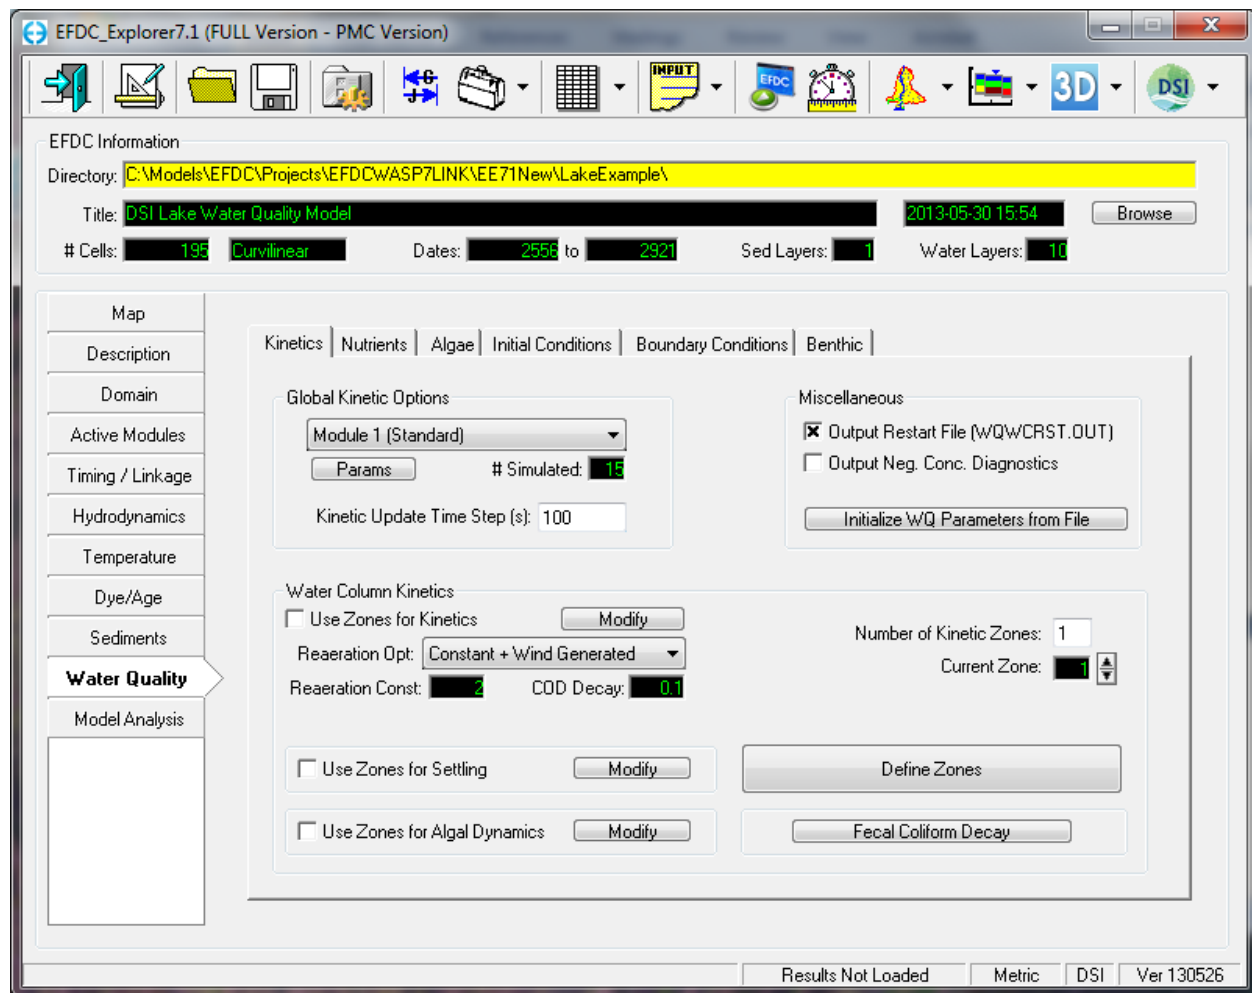 EFDC_Explorer7.1 (FULL Version - PMC Version)
INPUT
EFDC
3D
DSI
EFDC Information
Directory: C:\Models\EFDC\Projects\EFDCWASP7LINK\EE71New\LakeExample\
Title: DSI Lake Water Quality Model 2013-05-30 15:54 Browse
# Cells: 195 Curvilinear Dates: 2556 to 2921 Sed Layers: 1 Water Layers: 10
Map
Description
Domain
Active Modules
Timing / Linkage
Hydrodynamics
Temperature
Dye/Age
Sediments
Water Quality
Model Analysis
Kinetics Nutrients Algae Initial Conditions Boundary Conditions Benthic
Global Kinetic Options
Module 1 (Standard)
Params # Simulated: 15
Kinetic Update Time Step (s): 100
Miscellaneous
Output Restart File (WQWCRST.OUT)
Output Neg. Conc. Diagnostics
Initialize WQ Parameters from File
Water Column Kinetics
Use Zones for Kinetics Modify
Reaeration Opt: Constant + Wind Generated
Reaeration Const: 2 COD Decay: 0.1
Number of Kinetic Zones: 1
Current Zone: 1
Use Zones for Settling Modify
Define Zones
Use Zones for Algal Dynamics Modify
Fecal Coliform Decay
Results Not Loaded Metric DSI Ver 130526